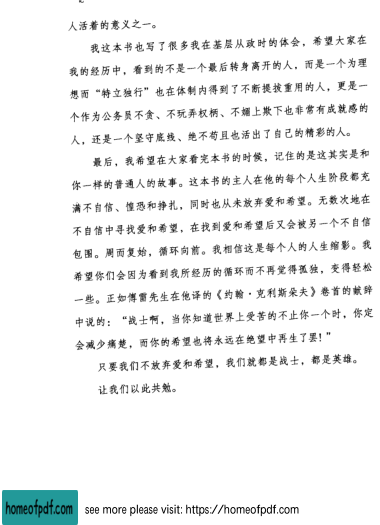 人活着的意义之一。
我这本书也写了很多我在基层从政时的体会，希望大家在
我的经历中，看到的不是一个最后转身离开的人，而是一个为理
想而“特立独行”也在体制内得到了不断提拔重用的人，更是一
个作为公务员不贪、不玩弄权柄、不媚上欺下也非常有成就感的
人，还是一个坚守底线、绝不苟且也活出了自己的精彩的人。
最后，我希望在大家看完本书的时候，记住的是这其实是和
你一样的普通人的故事。这本书的主人在他的每个人生阶段都充
满不自信、惶恐和挣扎，同时也从未放弃爱和希望。无数次地在
不自信中寻找爱和希望，在找到爱和希望后又会被另一个不自信
包围。周而复始，循环向前。我相信这是每个人的人生缩影。我
希望你们会因为看到我所经历的循环而不再觉得孤独，变得轻松
一些。正如傅雷先生在他译的《约翰·克利斯朵夫》卷首的献辞
中说的：“战士啊，当你知道世界上受苦的不止你一个时，你定
会减少痛楚，而你的希望也将永远在绝望中再生了罢！”
只要我们不放弃爱和希望，我们就都是战士，都是英雄。
让我们以此共勉。
homeofpdf.com see more please visit: https://homeofpdf.com